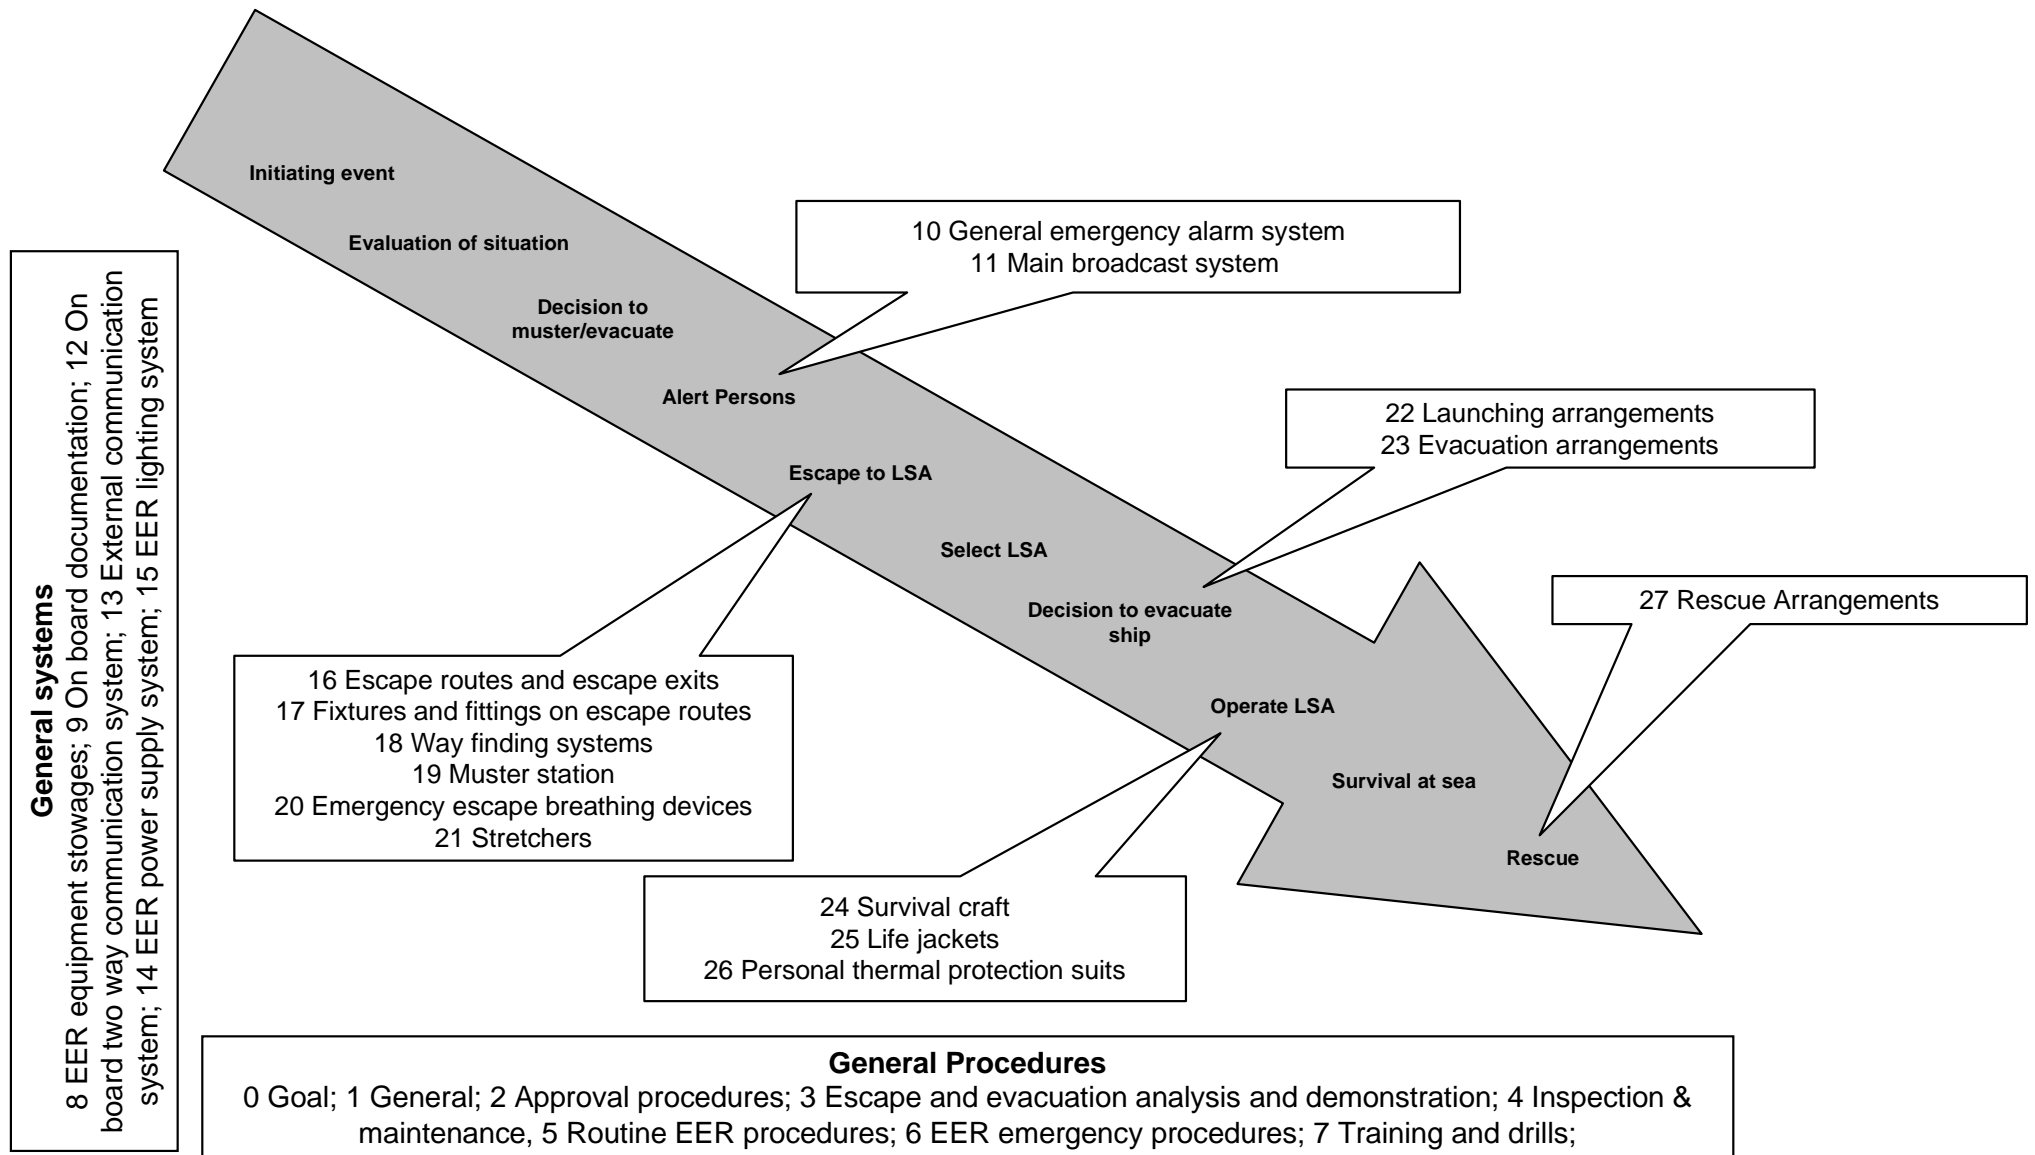 Initiating event
Evaluation of situation
Decision to
muster/evacuate
Alert Persons
Escape to LSA
Select LSA
Decision to evacuate
ship
Operate LSA
Survival at sea
Rescue
10 General emergency alarm system
11 Main broadcast system
22 Launching arrangements
23 Evacuation arrangements
27 Rescue Arrangements
16 Escape routes and escape exits
17 Fixtures and fittings on escape routes
18 Way finding systems
19 Muster station
20 Emergency escape breathing devices
21 Stretchers
24 Survival craft
25 Life jackets
26 Personal thermal protection suits
General systems
8 EER equipment stowages; 9 On board documentation; 12 On
board two way communication system; 13 External communication
system; 14 EER power supply system; 15 EER lighting system
General Procedures
0 Goal; 1 General; 2 Approval procedures; 3 Escape and evacuation analysis and demonstration; 4 Inspection &
maintenance, 5 Routine EER procedures; 6 EER emergency procedures; 7 Training and drills;